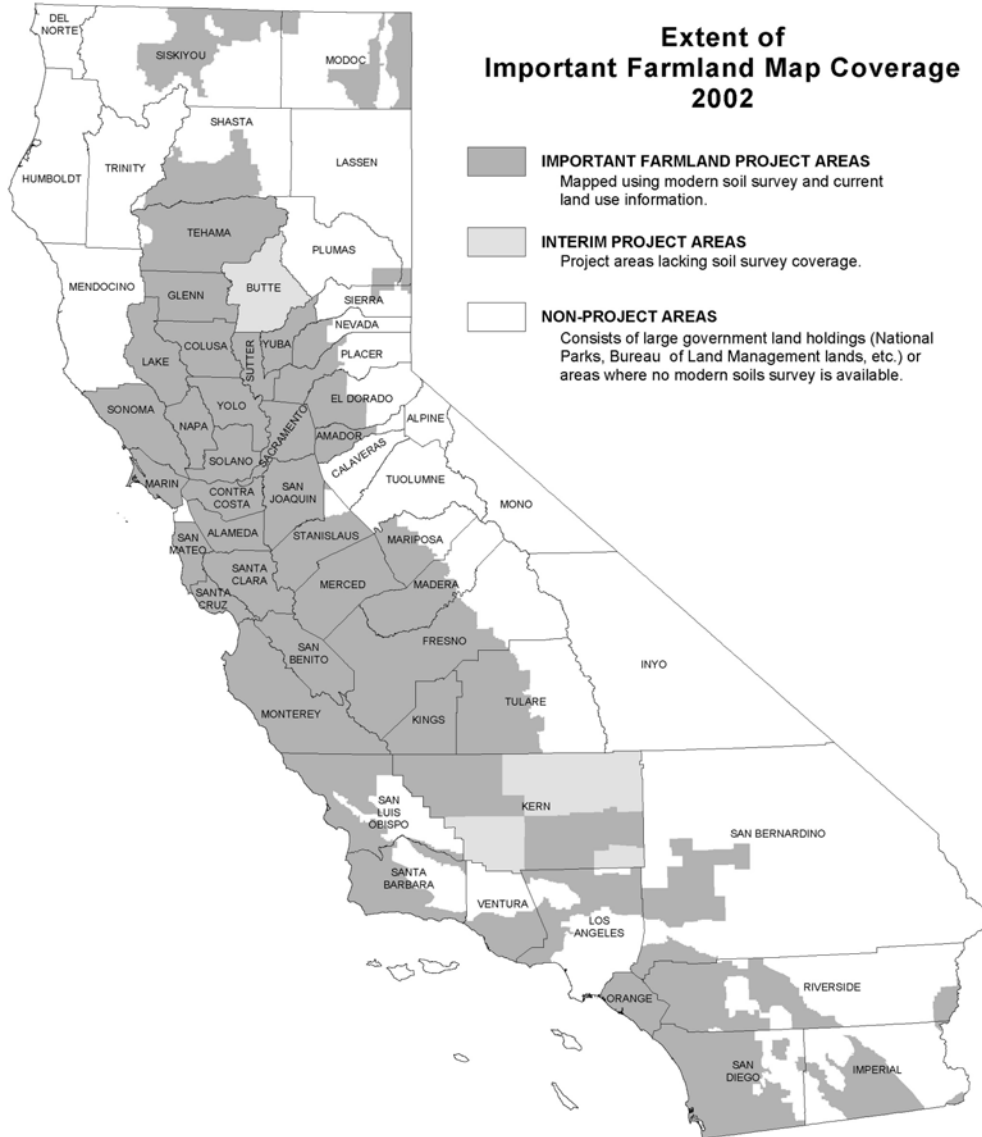 Extent of
Important Farmland Map Coverage
2002
IMPORTANT FARMLAND PROJECT AREAS
Mapped using modern soil survey and current
land use information.
INTERIM PROJECT AREAS
Project areas lacking soil survey coverage.
NON-PROJECT AREAS
Consists of large government land holdings (National
Parks, Bureau of Land Management lands, etc.) or
areas where no modern soils survey is available.
DEL
NORTE
SISKIYOU
MODOC
HUMBOLDT
TRINITY
SHASTA
LASSEN
TEHAMA
PLUMAS
MENDOCINO
GLENN
BUTTE
SIERRA
NEVADA
LAKE
COLUSA
SUTTER
YUBA
PLACER
SONOMA
NAPA
YOLO
SACRAMENTO
EL DORADO
ALPINE
SOLANO
AMADOR
CALAVERAS
MARIN
CONTRA
COSTA
SAN
JOAQUIN
TUOLUMNE
MONO
SAN
MATEO
ALAMEDA
STANISLAUS
MARIPOSA
SANTA
CLARA
MERCED
MADERA
SANTA
CRUZ
SAN
BENITO
FRESNO
INYO
MONTEREY
KINGS
TULARE
SAN
LUIS
OBISPO
KERN
SAN BERNARDINO
SANTA
BARBARA
VENTURA
LOS
ANGELES
ORANGE
RIVERSIDE
SAN
DIEGO
IMPERIAL